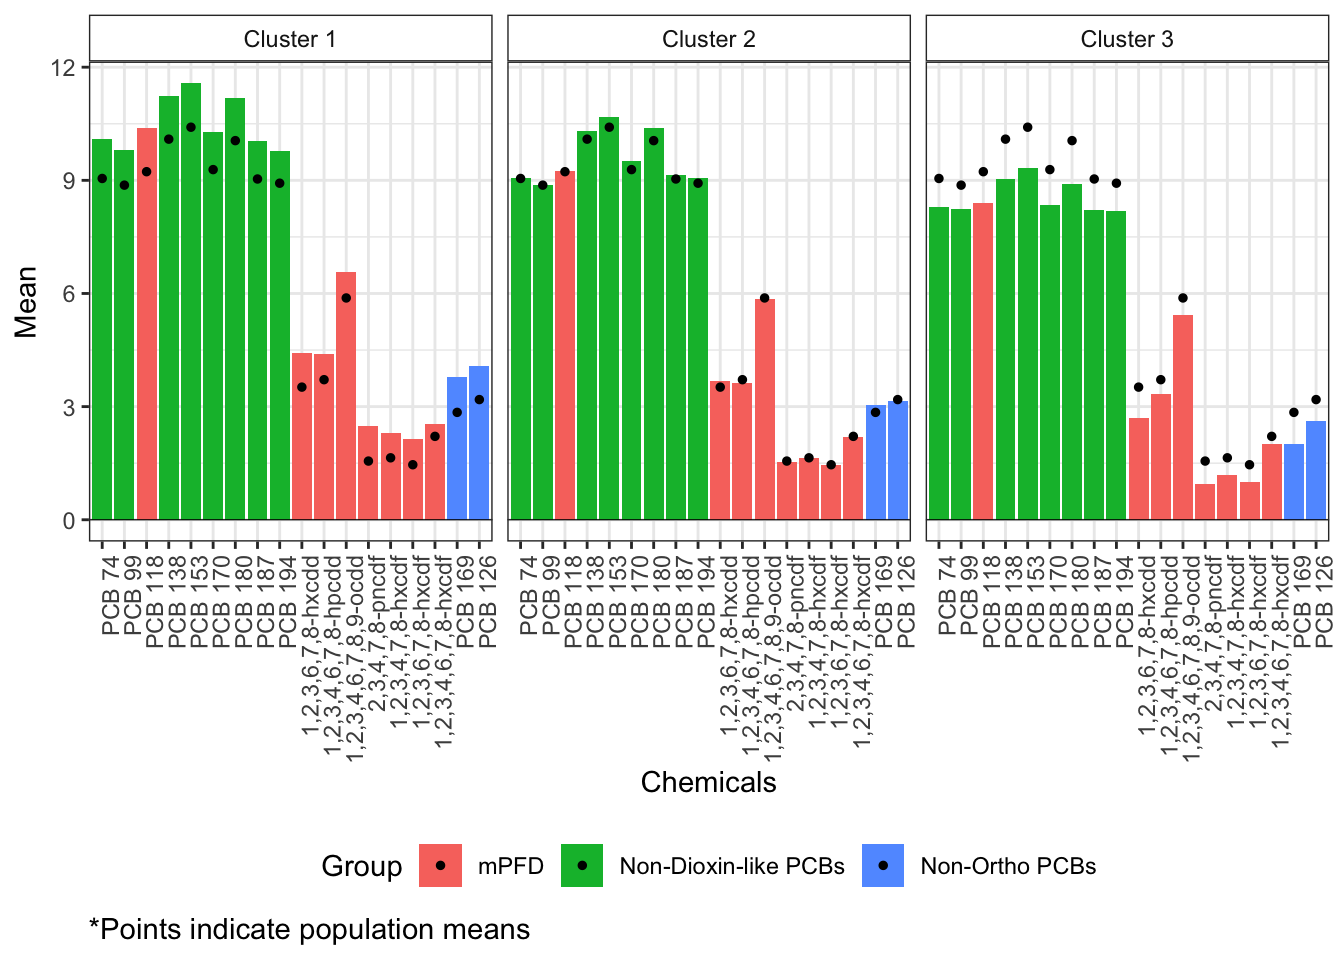 Cluster 1
Cluster 2
Cluster 3
Mean
12
9
6
3
0
PCB 74
PCB 99
PCB 118
PCB 138
PCB 153
PCB 170
PCB 180
PCB 187
PCB 194
1,2,3,6,7,8-hxcdd
1,2,3,4,6,7,8-hpcdd
1,2,3,4,6,7,8,9-ocdd
2,3,4,7,8-pncdf
1,2,3,4,7,8-hxcdf
1,2,3,6,7,8-hxcdf
1,2,3,4,6,7,8-hxcdf
PCB 169
PCB 126
PCB 74
PCB 99
PCB 118
PCB 138
PCB 153
PCB 170
PCB 180
PCB 187
PCB 194
1,2,3,6,7,8-hxcdd
1,2,3,4,6,7,8-hpcdd
1,2,3,4,6,7,8,9-ocdd
2,3,4,7,8-pncdf
1,2,3,4,7,8-hxcdf
1,2,3,6,7,8-hxcdf
1,2,3,4,6,7,8-hxcdf
PCB 169
PCB 126
PCB 74
PCB 99
PCB 118
PCB 138
PCB 153
PCB 170
PCB 180
PCB 187
PCB 194
1,2,3,6,7,8-hxcdd
1,2,3,4,6,7,8-hpcdd
1,2,3,4,6,7,8,9-ocdd
2,3,4,7,8-pncdf
1,2,3,4,7,8-hxcdf
1,2,3,6,7,8-hxcdf
1,2,3,4,6,7,8-hxcdf
PCB 169
PCB 126
Chemicals
Group mPFD Non-Dioxin-like PCBs Non-Ortho PCBs
*Points indicate population means